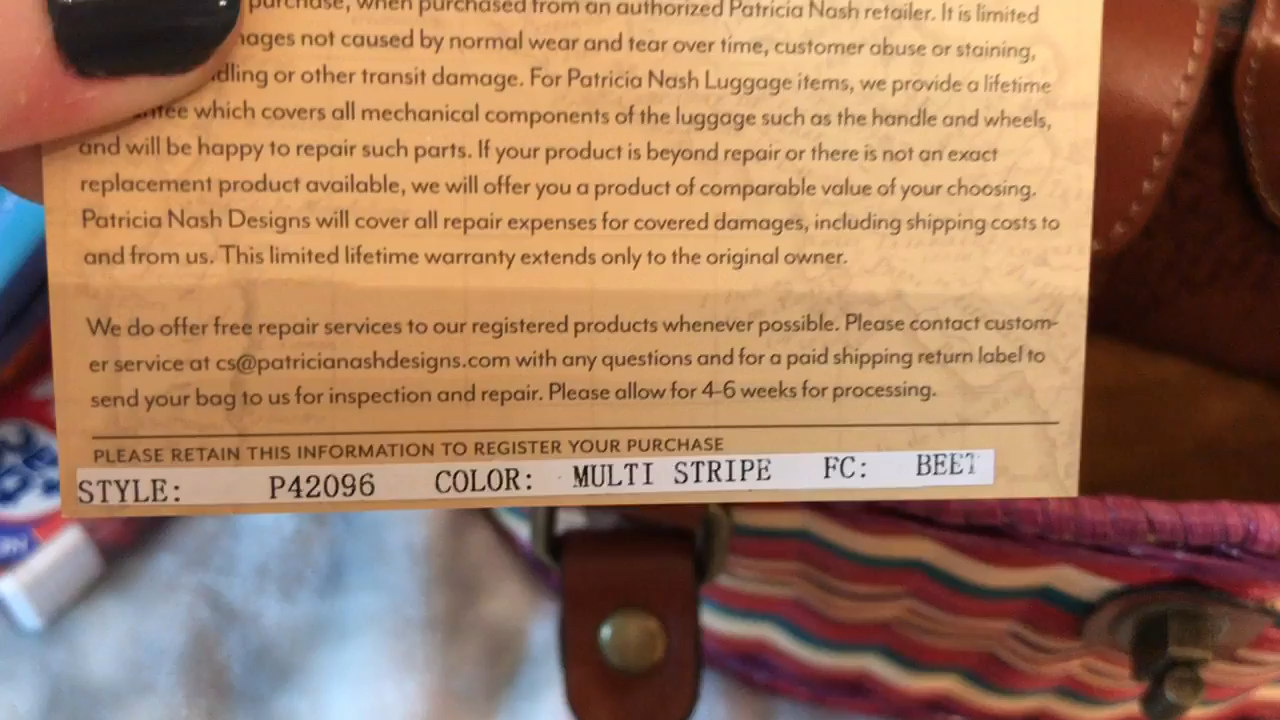 purchase, when purchased from an authorized Patricia Nash retailer. It is limited
not caused by normal wear and tear over time, customer abuse or staining,
or other transit damage. For Patricia Nash Luggage items, we provide a lifetime
which covers all mechanical components of the luggage such as the handle and wheels,
and will be happy to repair such parts. If your product is beyond repair or there is not an exact
replacement product available, we will offer you a product of comparable value of your choosing.
Patricia Nash Designs will cover all repair expenses for covered damages, including shipping costs to
and from us. This limited lifetime warranty extends only to the original owner.
We do offer free repair services to our registered products whenever possible. Please contact custom-
er service at cs@patricianashdesigns.com with any questions and for a paid shipping return label to
send your bag to us for inspection and repair. Please allow for 4-6 weeks for processing.
PLEASE RETAIN THIS INFORMATION TO REGISTER YOUR PURCHASE
STYLE: P42096 COLOR: MULTI STRIPE FC: BEET